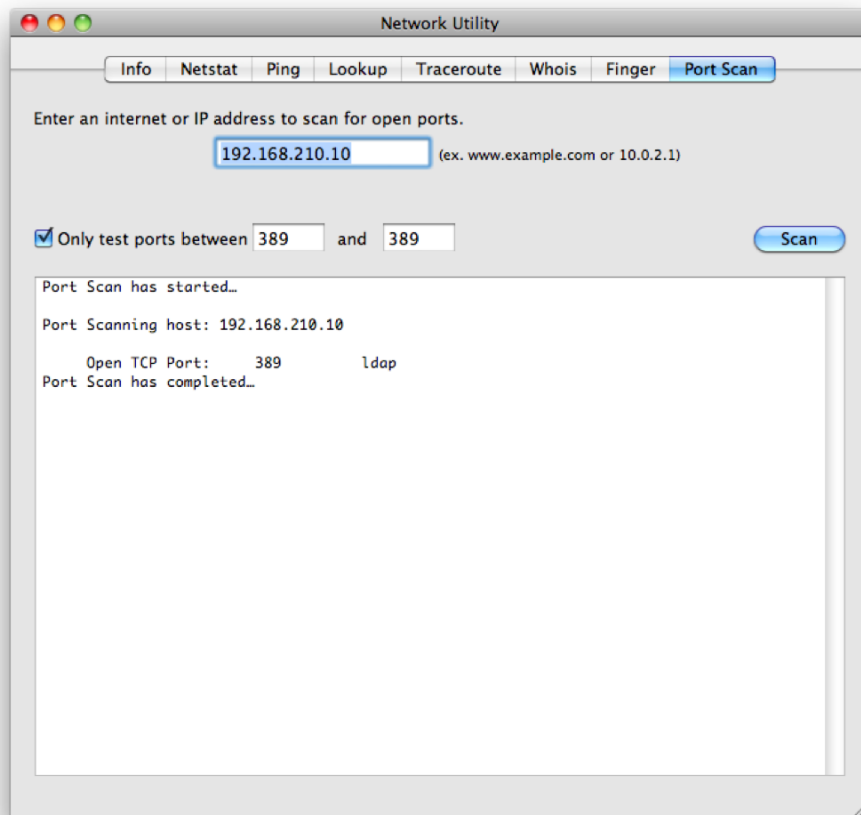 Network Utility
Info Netstat Ping Lookup Traceroute Whois Finger Port Scan
Enter an internet or IP address to scan for open ports.
192.168.210.10 (ex. www.example.com or 10.0.2.1)
Only test ports between 389 and 389 Scan
Port Scan has started…
Port Scanning host: 192.168.210.10
Open TCP Port: 389 ldap
Port Scan has completed…